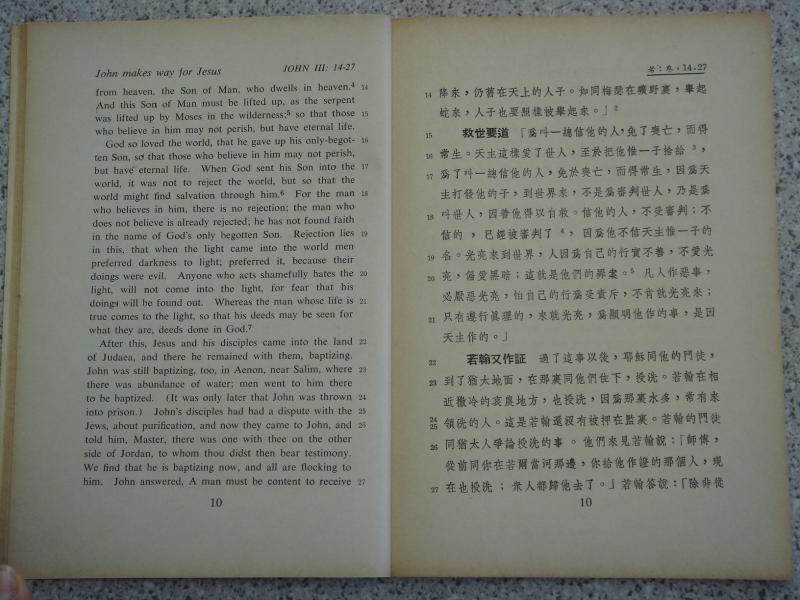 John makes way for Jesus JOHN III: 14-27
from heaven, the Son of Man, who dwells in heaven.4 14
And this Son of Man must be lifted up, as the serpent
was lifted up by Moses in the wilderness;5 so that those 15
who believe in him may not perish, but have eternal life.
God so loved the world, that he gave up his only-begot- 16
ten Son, so that those who believe in him may not perish,
but have eternal life. When God sent his Son into the 17
world, it was not to reject the world, but so that the
world might find salvation through him.6 For the man 18
who believes in him, there is no rejection; the man who
does not believe is already rejected; he has not found faith
in the name of God's only begotten Son. Rejection lies 19
in this, that when the light came into the world men
preferred darkness to light; preferred it, because their
doings were evil. Anyone who acts shamefully hates the 20
light, will not come into the light, for fear that his
doings will be found out. Whereas the man whose life is 21
true comes to the light, so that his deeds may be seen for
what they are, deeds done in God.7
After this, Jesus and his disciples came into the land 22
of Judaea, and there he remained with them, baptizing.
John was still baptizing, too, in Aenon, near Salim, where 23
there was abundance of water; men went to him there
to be baptized. (It was only later that John was thrown 24
into prison.) John's disciples had had a dispute with the 25
Jews, about purification, and now they came to John, and 26
told him, Master, there was one with thee on the other
side of Jordan, to whom thou didst then bear testimony.
We find that he is baptizing now, and all are flocking to
him. John answered, A man must be content to receive 27
10
若:叁,14.27
14 降來,仍舊在天上的人子。如同梅瑟在曠野裏,舉起
蛇來,人子也要照樣被舉起來。」2
15 救世要道 「爲叫一總信他的人,免了喪亡,而得
16 常生。天主這樣愛了世人,至於把他惟一子捨給3,
17 爲了叫一總信他的人,免於喪亡,而得常生,因爲天
主打發他的子,到世界來,不是爲審判世人,乃是爲
18 叫世人,因着他得以自救。信他的人,不受審判;不
信的,已經被審判了4,因爲他不信天主惟一子的
19 名。光亮來到世界,人因爲自己的行實不善,不愛光
20 亮,偏愛黑暗;這就是他們的罪案。5 凡人作惡事,
必厭惡光亮,怕自己的行爲受責斥,不肯就光亮來;
21 只有遵行眞理的,來就光亮,爲顯明他作的事,是因
天主作的。」
22 若翰又作証 過了這事以後,耶穌同他的門徒,
23 到了猶太地面,在那裏同他們住下,授洗。若翰在相
近撒冷的哀嫩地方,也授洗,因爲那裏水多,常有來
24 25 領洗的人。這是若翰還沒有被押在監裏。若翰的門徒
26 同猶太人爭論授洗的事。他們來見若翰說:「師傅,
從前同你在若爾當河那邊,你給他作證的那個人,現
27 在也授洗;衆人都歸他去了。」若翰答說:「除非從
10